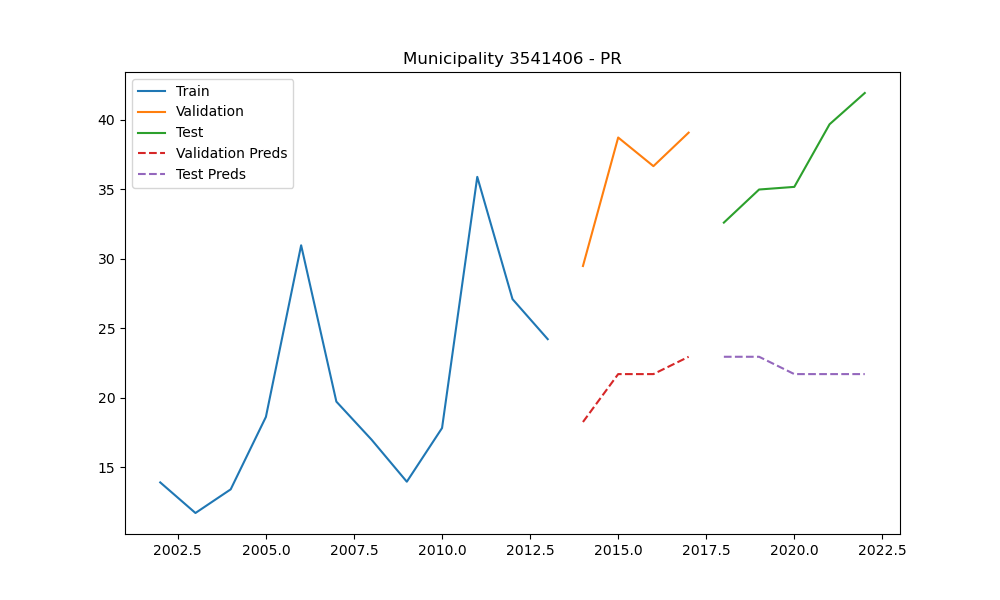 Municipality 3541406 - PR
Train
Validation
Test
Validation Preds
Test Preds
40
35
30
25
20
15
2002.5 2005.0 2007.5 2010.0 2012.5 2015.0 2017.5 2020.0 2022.5